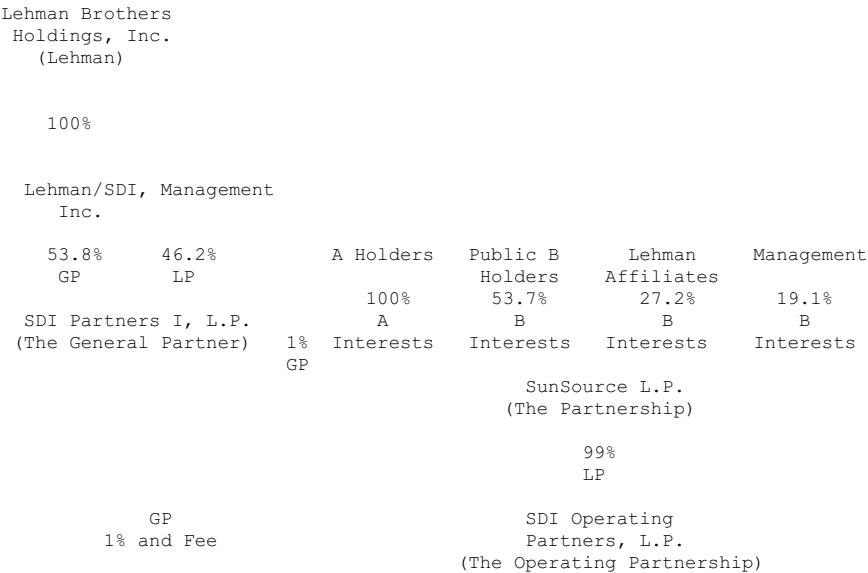 Lehman Brothers
Holdings, Inc.
(Lehman)
100%
Lehman/SDI, Management
Inc.
53.8% 46.2% A Holders Public B Lehman Management
GP LP Holders Affiliates
100% 53.7% 27.2% 19.1%
SDI Partners I, L.P. A B B B
(The General Partner) 1% Interests Interests Interests Interests
GP
SunSource L.P.
(The Partnership)
99%
LP
GP SDI Operating
1% and Fee Partners, L.P.
(The Operating Partnership)